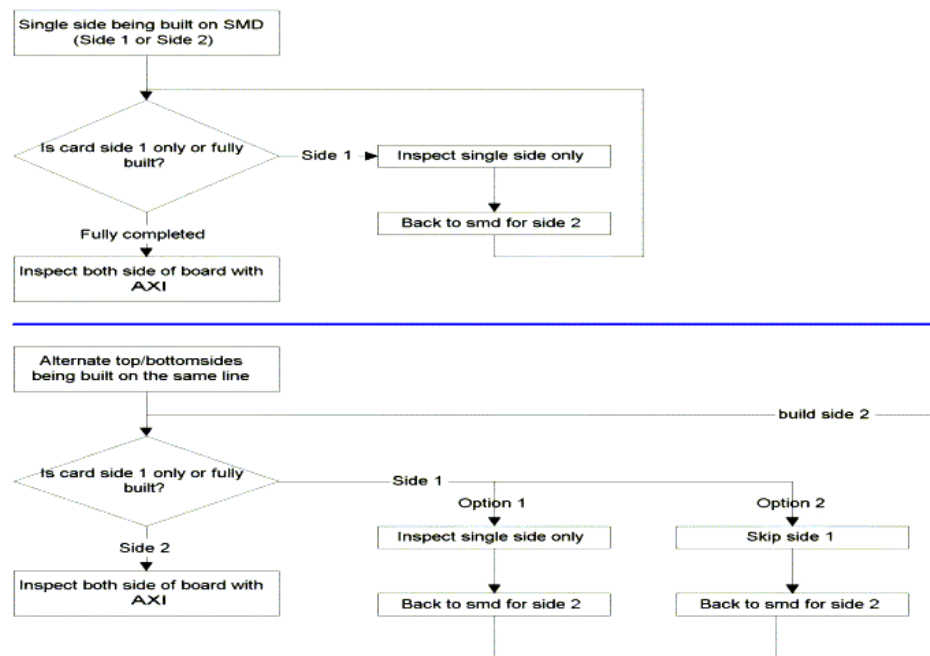 Single side being built on SMD
(Side 1 or Side 2)
Is card side 1 only or fully
built?
Side 1
Inspect single side only
Back to smd for side 2
Fully completed
Inspect both side of board with
AXI
Alternate top/bottomsides
being built on the same line
build side 2
Is card side 1 only or fully
built?
Side 1
Option 1
Option 2
Inspect single side only
Skip side 1
Side 2
Inspect both side of board with
AXI
Back to smd for side 2
Back to smd for side 2